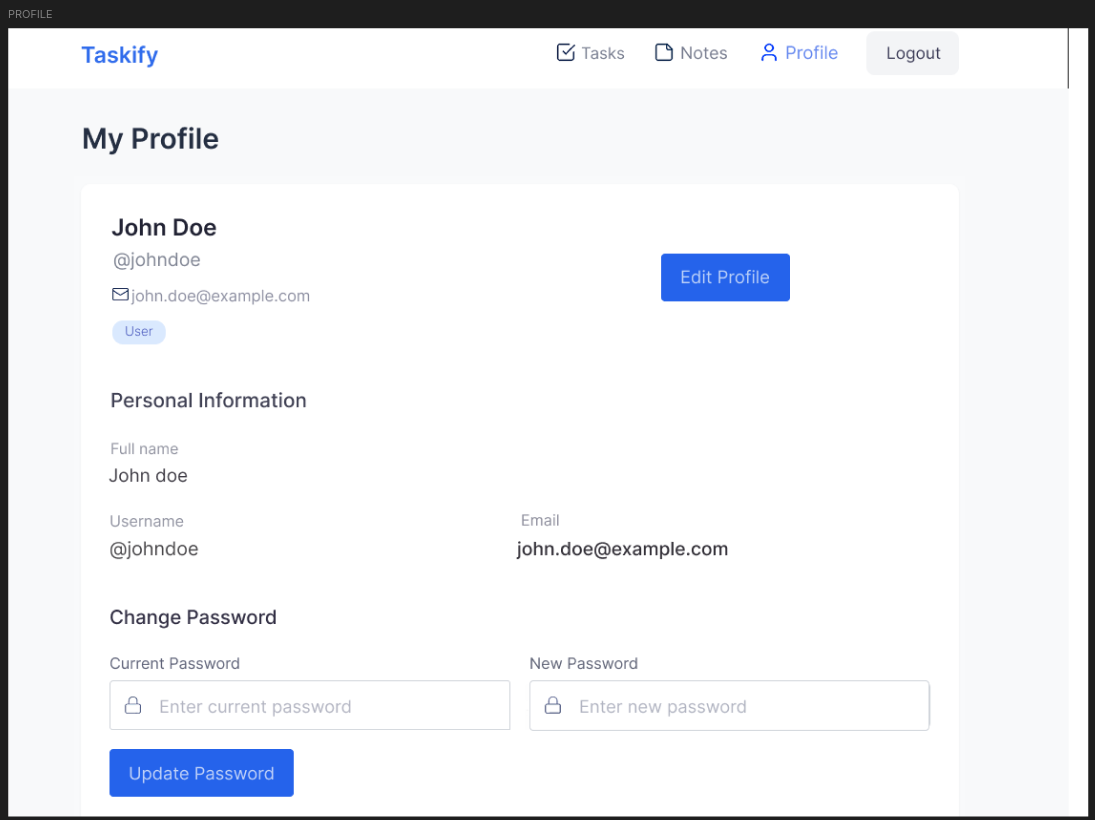 PROFILE
Taskify
Tasks
Notes
Profile
Logout
My Profile
John Doe
@johndoe
john.doe@example.com
User
Edit Profile
Personal Information
Full name
John doe
Username
Email
@johndoe
john.doe@example.com
Change Password
Current Password
New Password
Enter current password
Enter new password
Update Password